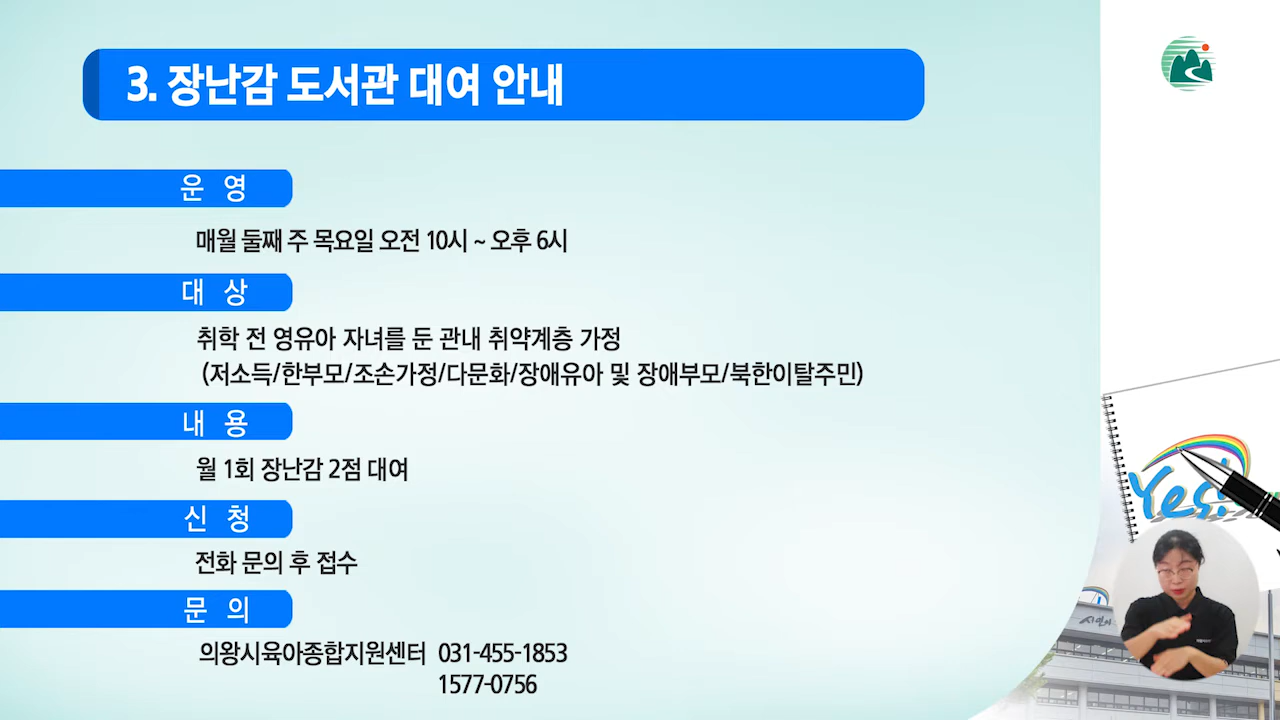 3. 장난감 도서관 대여 안내
운 영
매월 둘째 주 목요일 오전 10시 ~ 오후 6시
대 상
취학 전 영유아 자녀를 둔 관내 취약계층 가정
(저소득/한부모/조손가정/다문화/장애유아 및 장애부모/북한이탈주민)
내 용
월 1회 장난감 2점 대여
신 청
전화 문의 후 접수
문 의
의왕시육아종합지원센터 031-455-1853
1577-0756
Yes!